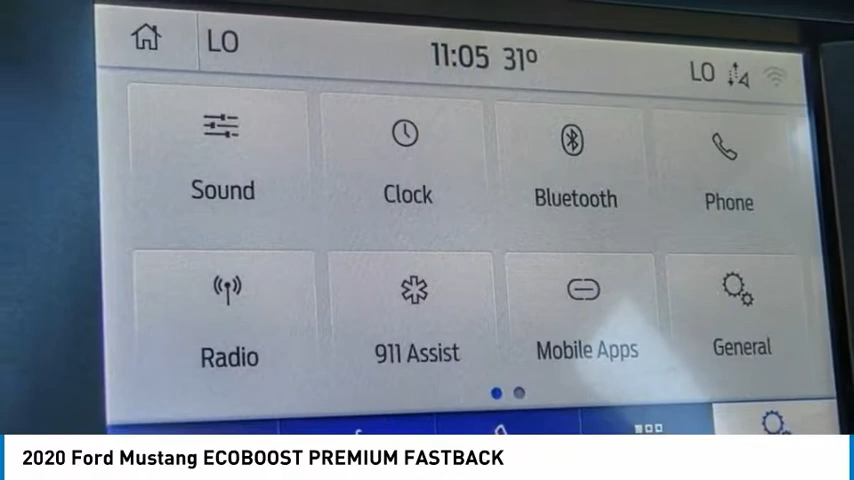 LO 11:05 31° LO
Sound Clock Bluetooth Phone
Radio 911 Assist Mobile Apps General
2020 Ford Mustang ECOBOOST PREMIUM FASTBACK